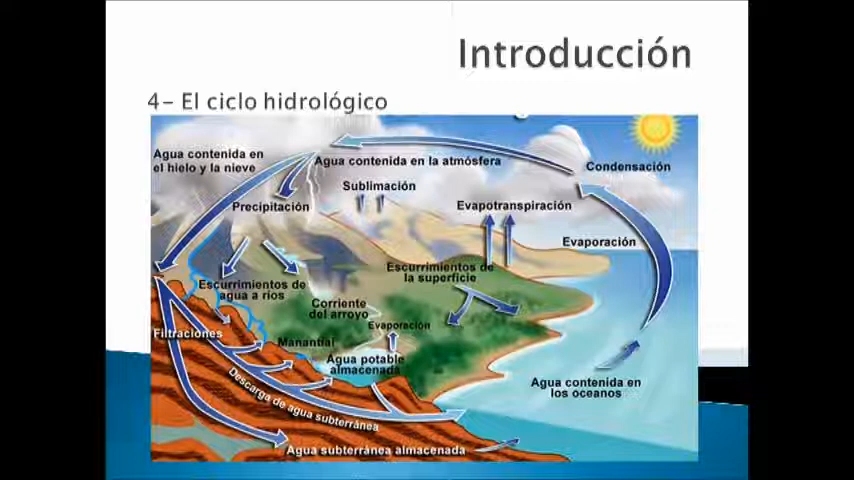 Introducción
4- El ciclo hidrológico
Agua contenida en
el hielo y la nieve
Agua contenida en la atmósfera
Condensación
Sublimación
Precipitación
Evapotranspiración
Evaporación
Escurrimientos de
la superficie
Escurrimientos de
agua a ríos
Corriente
del arroyo
Evaporación
Filtraciones
Manantial
Agua potable
almacenada
Agua contenida en
los oceanos
Descarga de agua subterránea
Agua subterránea almacenada